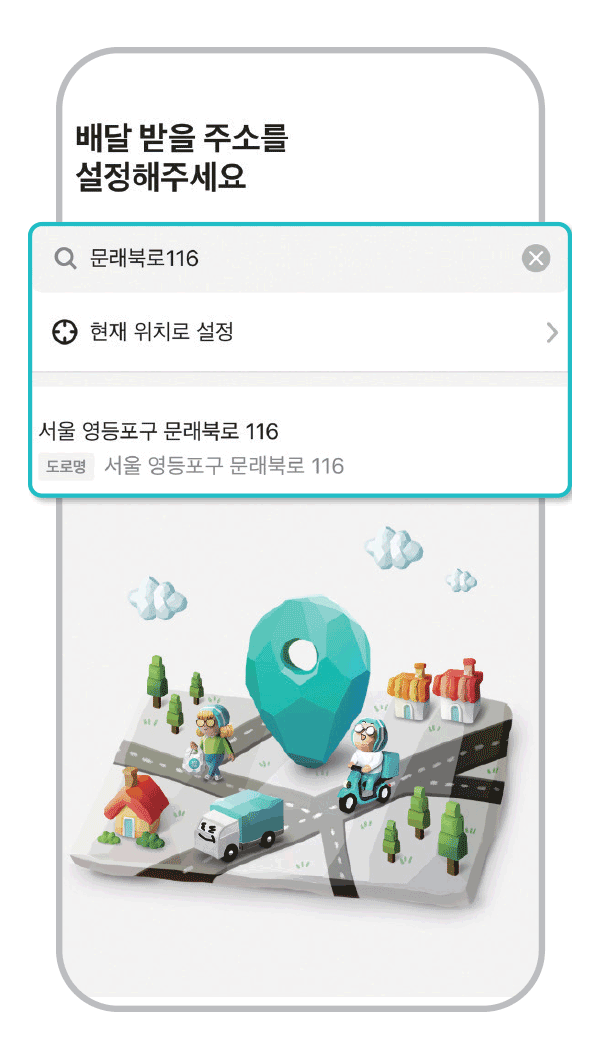 배달 받을 주소를
설정해주세요
문래북로116
현재 위치로 설정
서울 영등포구 문래북로 116
도로명 서울 영등포구 문래북로 116